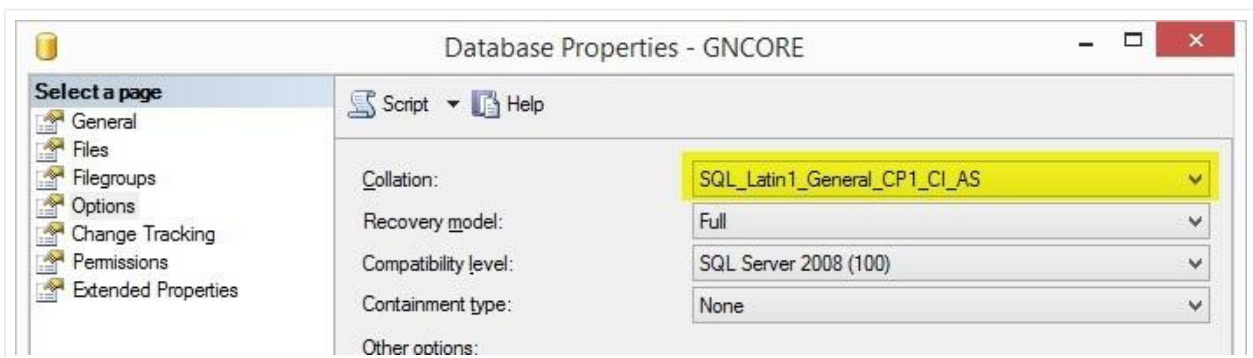 Database Properties - GNCORE
Select a page
General
Files
Filegroups
Options
Change Tracking
Permissions
Extended Properties
Script Help
Collation: SQL_Latin1_General_CP1_CI_AS
Recovery model: Full
Compatibility level: SQL Server 2008 (100)
Containment type: None
Other options: